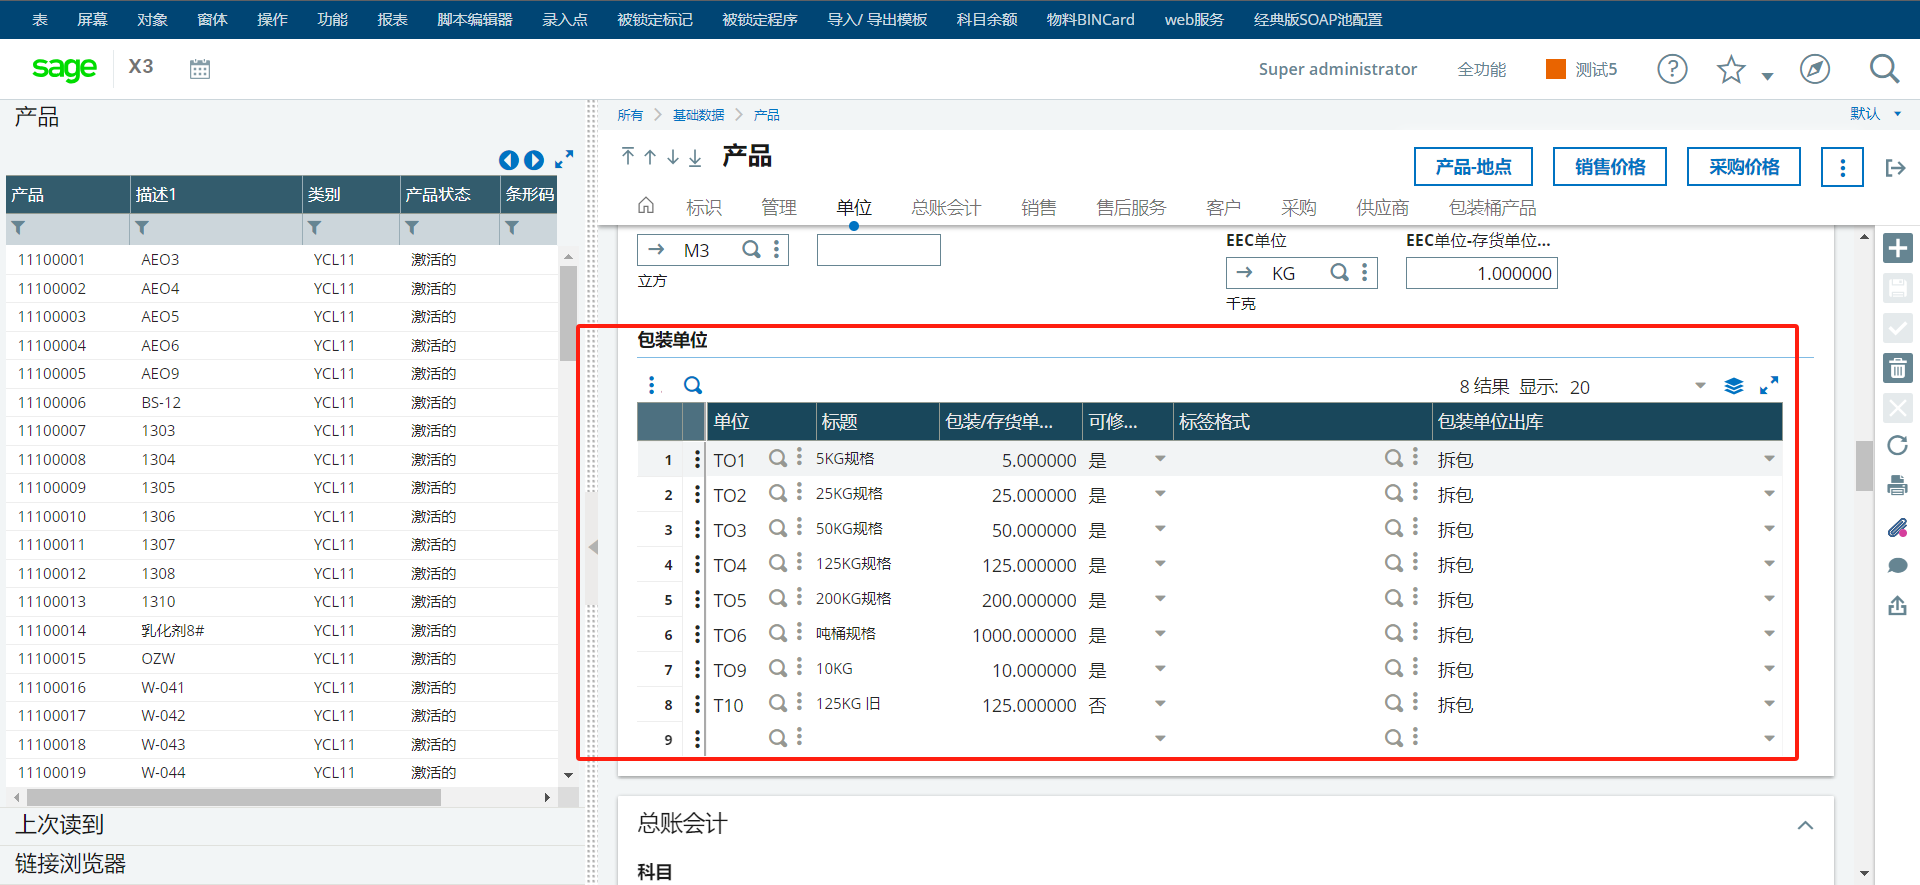 表 屏幕 对象 窗体 操作 功能 报表 脚本编辑器 录入点 被锁定标记 被锁定程序 导入/ 导出模板 科目余额 物料BINCard web服务 经典版SOAP池配置
sage X3 Super administrator 全功能 测试5
产品
所有 基础数据 产品 默认
产品
产品-地点 销售价格 采购价格
标识 管理 单位 总账会计 销售 售后服务 客户 采购 供应商 包装桶产品
产品 描述1 类别 产品状态 条形码
11100001 AEO3 YCL11 激活的
11100002 AEO4 YCL11 激活的
11100003 AEO5 YCL11 激活的
11100004 AEO6 YCL11 激活的
11100005 AEO9 YCL11 激活的
11100006 BS-12 YCL11 激活的
11100007 1303 YCL11 激活的
11100008 1304 YCL11 激活的
11100009 1305 YCL11 激活的
11100010 1306 YCL11 激活的
11100011 1307 YCL11 激活的
11100012 1308 YCL11 激活的
11100013 1310 YCL11 激活的
11100014 乳化剂8# YCL11 激活的
11100015 OZW YCL11 激活的
11100016 W-041 YCL11 激活的
11100017 W-042 YCL11 激活的
11100018 W-043 YCL11 激活的
11100019 W-044 YCL11 激活的
上次读到
链接浏览器
EEC单位 EEC单位-存货单位...
M3 KG 1.000000
立方 千克
包装单位
8 结果 显示: 20
单位 标题 包装/存货单... 可修... 标签格式 包装单位出库
1 TO1 5KG规格 5.000000 是 拆包
2 TO2 25KG规格 25.000000 是 拆包
3 TO3 50KG规格 50.000000 是 拆包
4 TO4 125KG规格 125.000000 是 拆包
5 TO5 200KG规格 200.000000 是 拆包
6 TO6 吨桶规格 1000.000000 是 拆包
7 TO9 10KG 10.000000 是 拆包
8 T10 125KG 旧 125.000000 否 拆包
9
总账会计
科目